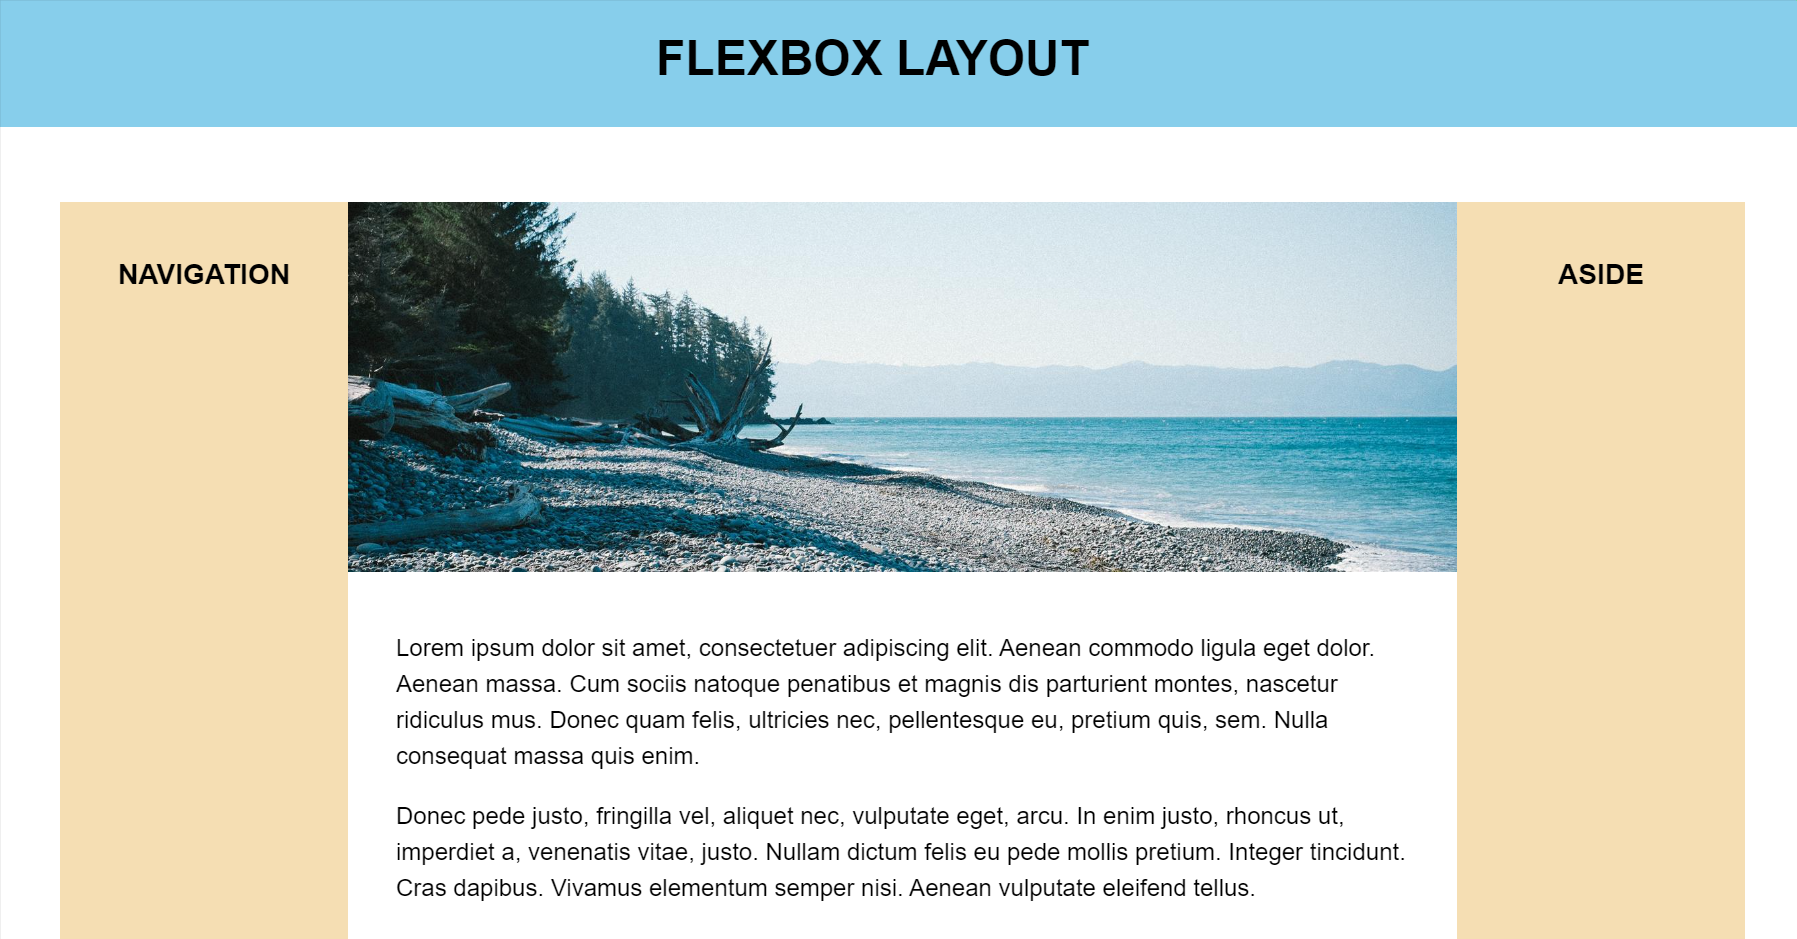 FLEXBOX LAYOUT
NAVIGATION
ASIDE
Lorem ipsum dolor sit amet, consectetuer adipiscing elit. Aenean commodo ligula eget dolor.
Aenean massa. Cum sociis natoque penatibus et magnis dis parturient montes, nascetur
ridiculus mus. Donec quam felis, ultricies nec, pellentesque eu, pretium quis, sem. Nulla
consequat massa quis enim.
Donec pede justo, fringilla vel, aliquet nec, vulputate eget, arcu. In enim justo, rhoncus ut,
imperdiet a, venenatis vitae, justo. Nullam dictum felis eu pede mollis pretium. Integer tincidunt.
Cras dapibus. Vivamus elementum semper nisi. Aenean vulputate eleifend tellus.